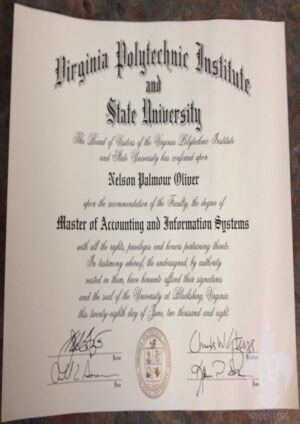 Virginia Polytechnic Institute
and
State University
The Board of Visitors of the Virginia Polytechnic Institute
and State University has conferred upon
Nelson Palmour Oliver
upon the recommendation of the Faculty, the degree of
Master of Accounting and Information Systems
with all the rights, privileges and honors pertaining thereto.
In testimony whereof, the undersigned, by authority
vested in them, have hereunto affixed their signatures
and the seal of the University at Blacksburg, Virginia
this twenty-eighth day of June, two thousand and eight.
Rector
President
Dean
Dean